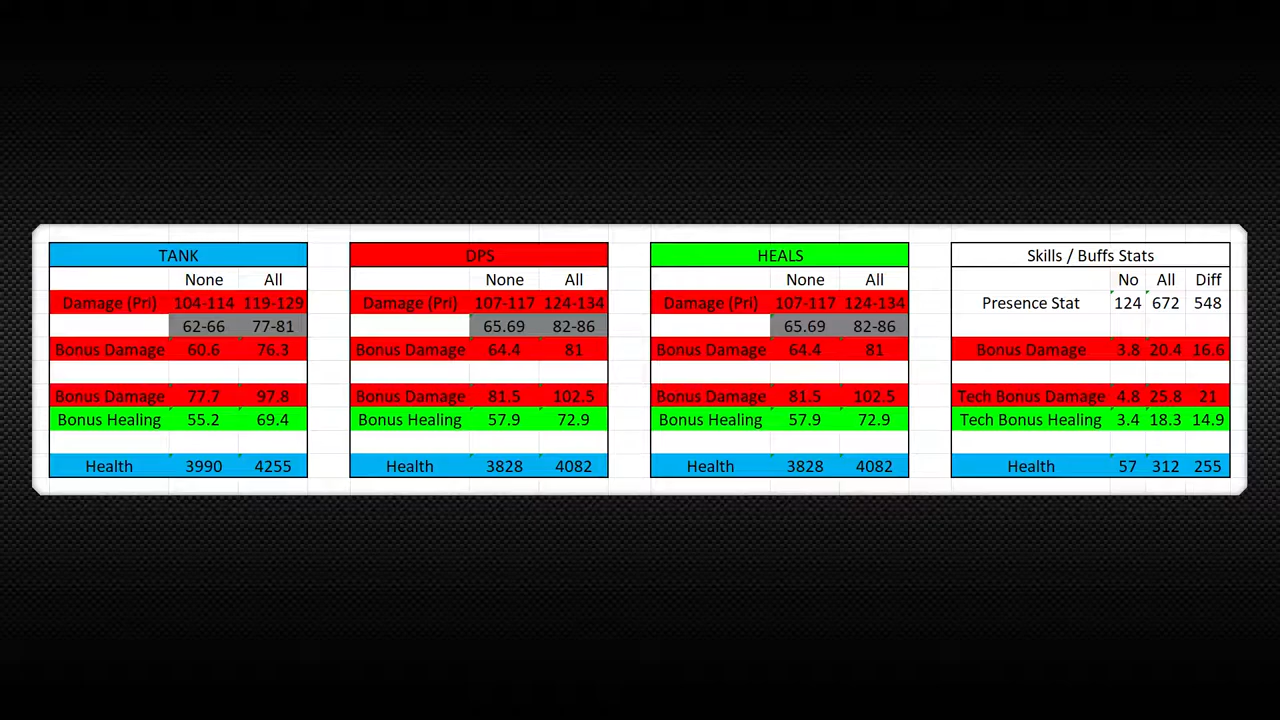 TANK
None All
Damage (Pri) 104-114 119-129
62-66 77-81
Bonus Damage 60.6 76.3
Bonus Damage 77.7 97.8
Bonus Healing 55.2 69.4
Health 3990 4255
DPS
None All
Damage (Pri) 107-117 124-134
65.69 82-86
Bonus Damage 64.4 81
Bonus Damage 81.5 102.5
Bonus Healing 57.9 72.9
Health 3828 4082
HEALS
None All
Damage (Pri) 107-117 124-134
65.69 82-86
Bonus Damage 64.4 81
Bonus Damage 81.5 102.5
Bonus Healing 57.9 72.9
Health 3828 4082
Skills / Buffs Stats
No All Diff
Presence Stat 124 672 548
Bonus Damage 3.8 20.4 16.6
Tech Bonus Damage 4.8 25.8 21
Tech Bonus Healing 3.4 18.3 14.9
Health 57 312 255